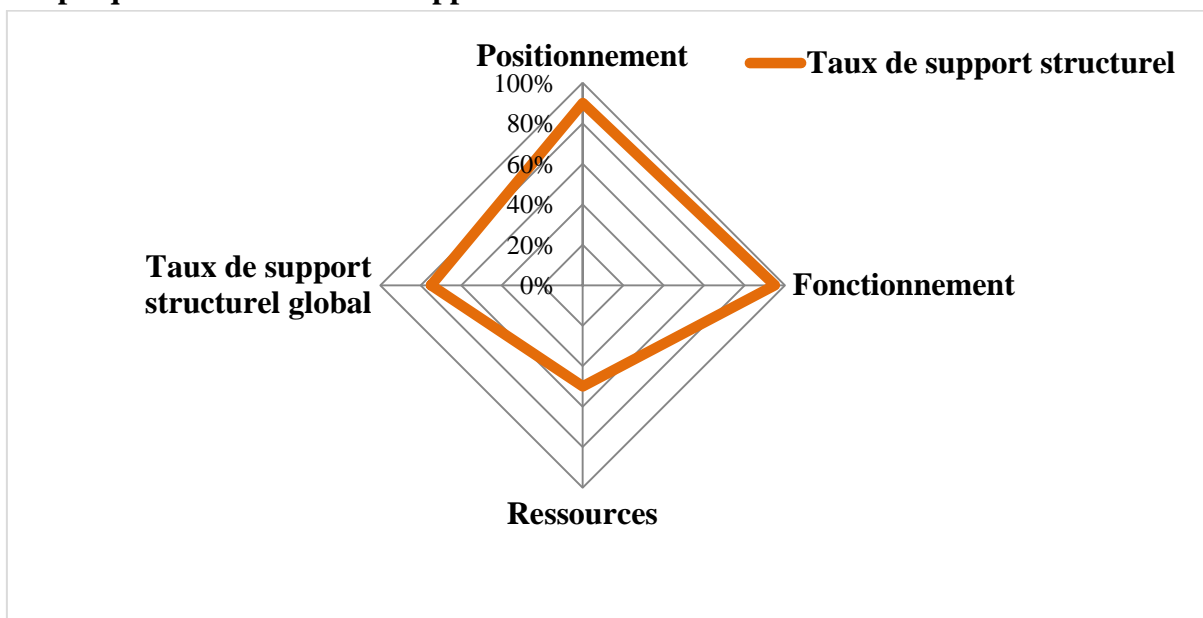 Positionnement
Taux de support structurel
100%
80%
60%
40%
20%
0%
Taux de support
structurel global
Fonctionnement
Ressources